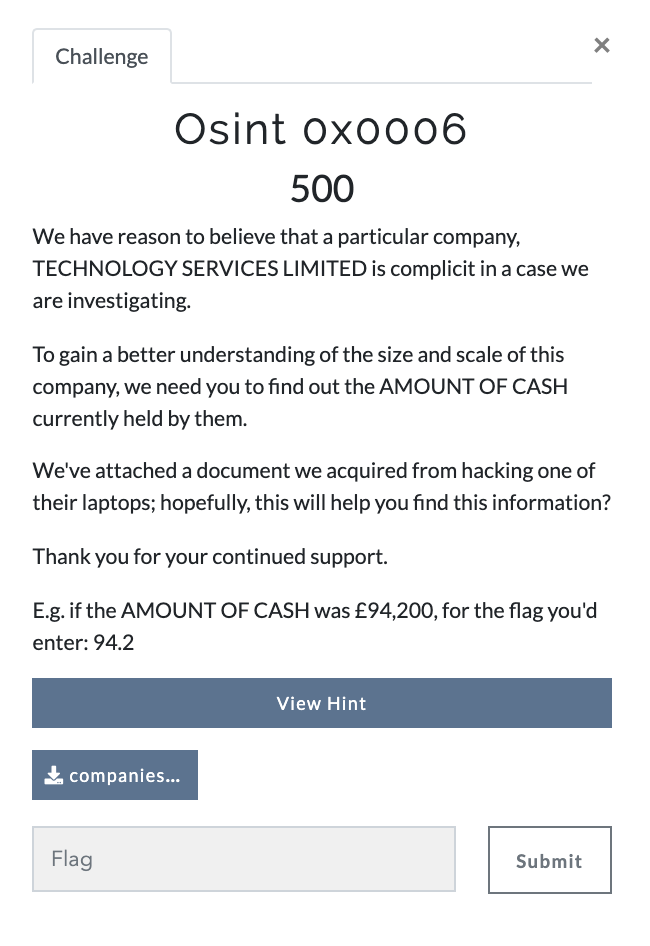 Challenge
×
Osint 0x0006
500
We have reason to believe that a particular company,
TECHNOLOGY SERVICES LIMITED is complicit in a case we
are investigating.
To gain a better understanding of the size and scale of this
company, we need you to find out the AMOUNT OF CASH
currently held by them.
We've attached a document we acquired from hacking one of
their laptops; hopefully, this will help you find this information?
Thank you for your continued support.
E.g. if the AMOUNT OF CASH was £94,200, for the flag you'd
enter: 94.2
View Hint
companies...
Flag
Submit